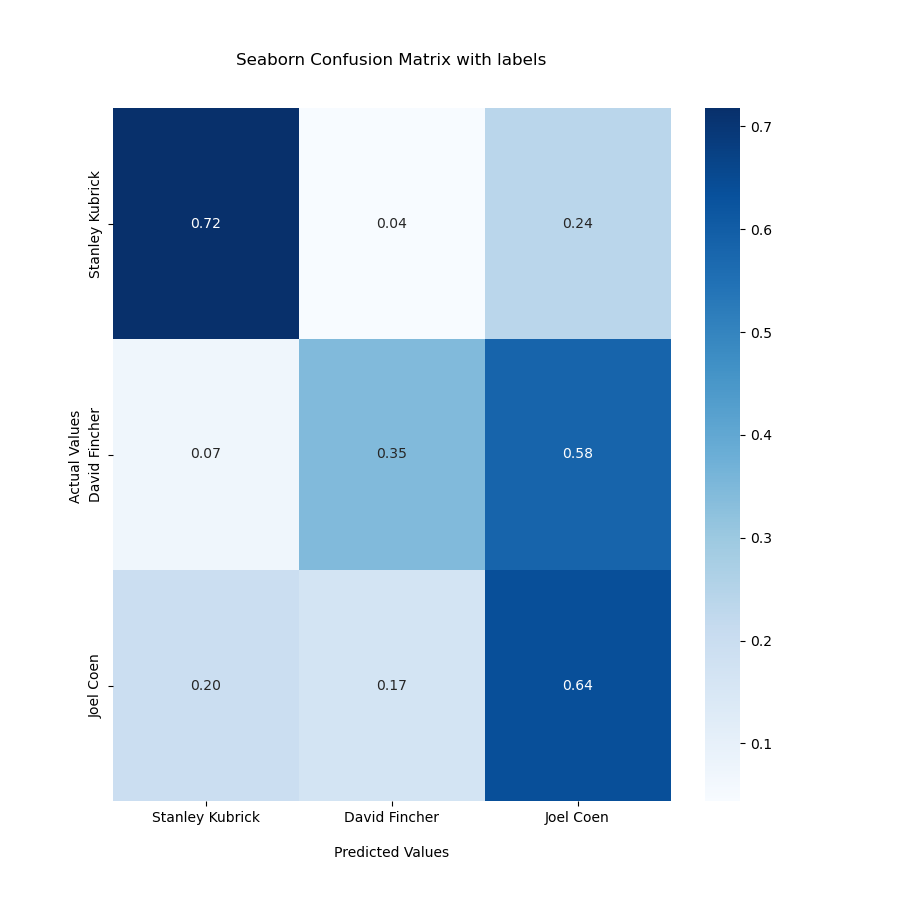 Seaborn Confusion Matrix with labels
Stanley Kubrick
0.72
0.04
0.24
0.7
0.6
0.5
0.4
0.3
0.2
0.1
Actual Values
David Fincher
0.07
0.35
0.58
Joel Coen
0.20
0.17
0.64
Stanley Kubrick
David Fincher
Joel Coen
Predicted Values